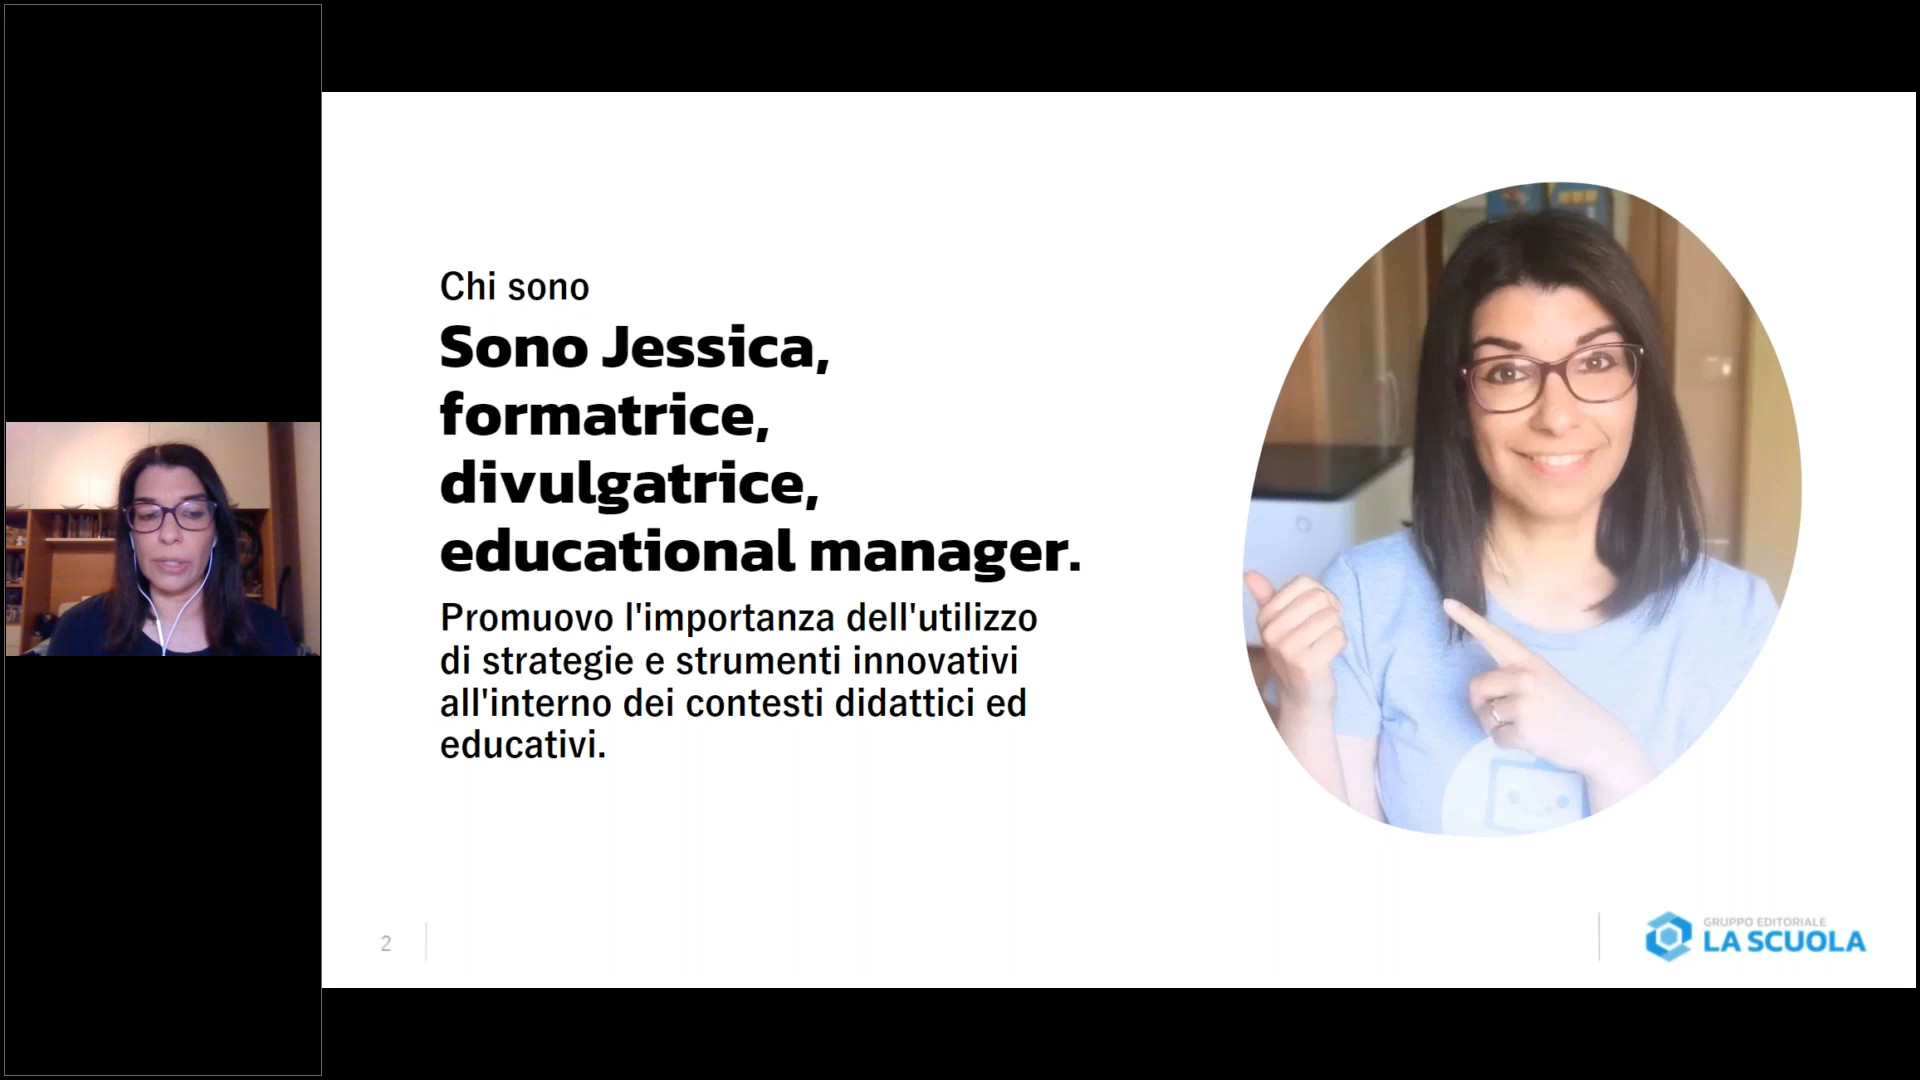 Chi sono
Sono Jessica,
formatrice,
divulgatrice,
educational manager.
Promuovo l'importanza dell'utilizzo
di strategie e strumenti innovativi
all'interno dei contesti didattici ed
educativi.
2
GRUPPO EDITORIALE
LA SCUOLA